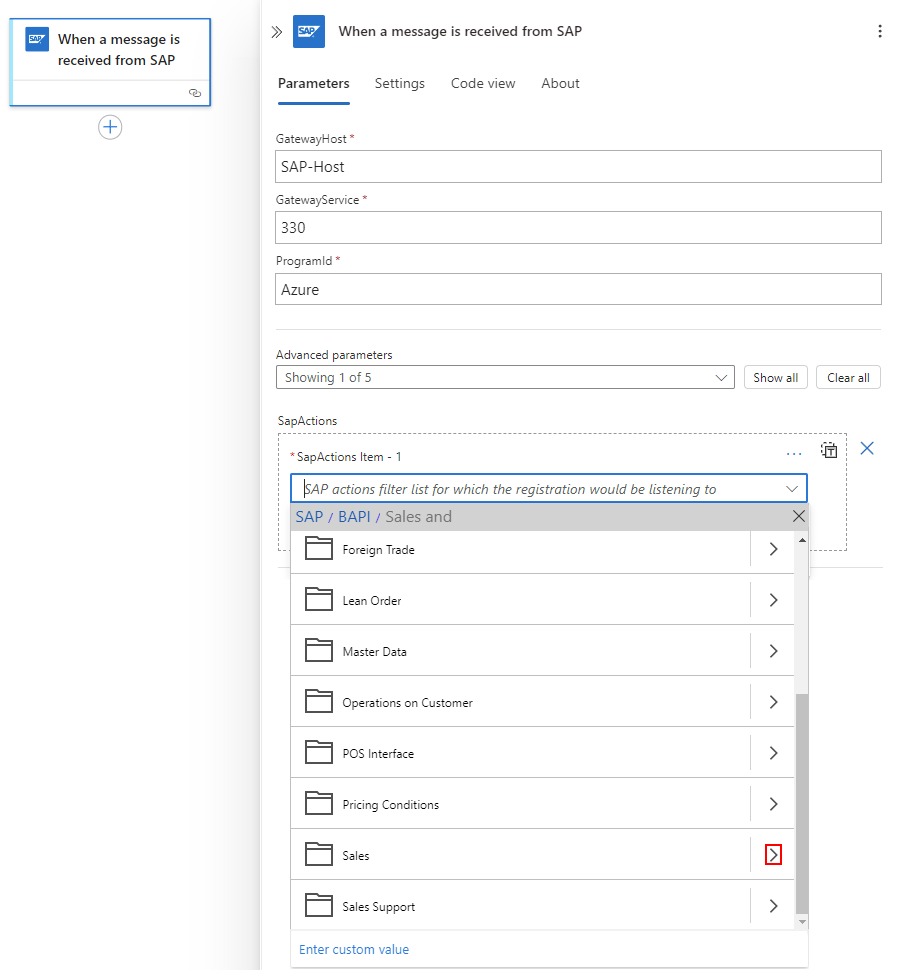 SAP
When a message is
received from SAP
SAP
When a message is received from SAP
Parameters Settings Code view About
GatewayHost *
SAP-Host
GatewayService *
330
ProgramId *
Azure
Advanced parameters
Showing 1 of 5 Show all Clear all
SapActions
*SapActions Item - 1
SAP actions filter list for which the registration would be listening to
SAP / BAPI / Sales and
Foreign Trade
Lean Order
Master Data
Operations on Customer
POS Interface
Pricing Conditions
Sales
Sales Support
Enter custom value